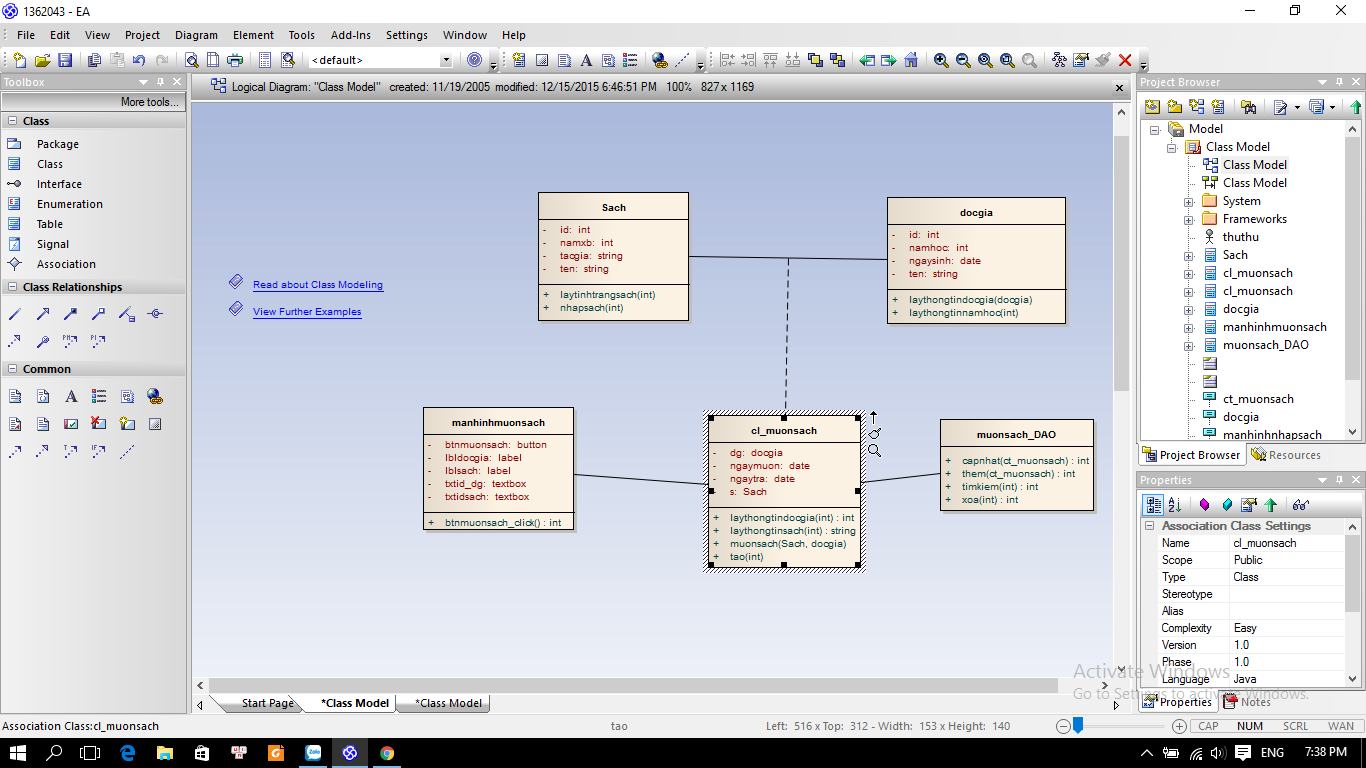 1362043 - EA
File Edit View Project Diagram Element Tools Add-Ins Settings Window Help
< default>
Toolbox
More tools...
Class
Package
Class
Interface
Enumeration
Table
Signal
Association
Class Relationships
Common
Logical Diagram: "Class Model" created: 11/19/2005 modified: 12/15/2015 6:46:51 PM 100% 827 x 1169
Read about Class Modeling
View Further Examples
Sach
- id: int
- namxb: int
- tacgia: string
- ten: string
+ laytinhtrangsach(int)
+ nhapsach(int)
docgia
- id: int
- namhoc: int
- ngaysinh: date
- ten: string
+ laythongtindocgia(docgia)
+ laythongtinnamhoc(int)
manhinhmuonsach
- btnmuonsach: button
- lbldocgia: label
- lblsach: label
- txtid_dg: textbox
- txtidsach: textbox
+ btnmuonsach_click() : int
cl_muonsach
- dg: docgia
- ngaymuon: date
- ngaytra: date
- s: Sach
+ laythongtindocgia(int) : int
+ laythongtinsach(int) : string
+ muonsach(Sach, docgia)
+ tao(int)
muonsach_DAO
+ capnhat(ct_muonsach) : int
+ them(ct_muonsach) : int
+ timkiem(int) : int
+ xoa(int) : int
Start Page *Class Model *Class Model
Project Browser
Model
Class Model
Class Model
Class Model
System
Frameworks
thuthu
Sach
cl_muonsach
cl_muonsach
docgia
manhinhmuonsach
muonsach_DAO
ct_muonsach
docgia
manhinhnhapsach
Project Browser Resources
Properties
Association Class Settings
Name cl_muonsach
Scope Public
Type Class
Stereotype
Alias
Complexity Easy
Version 1.0
Phase 1.0
Language Java
Activate Windows
Go to Settings to activate Windows.
Properties Notes
Association Class:cl_muonsach tao Left: 516 x Top: 312 - Width: 153 x Height: 140 CAP NUM SCRL WAN
Zalo
ENG 7:38 PM